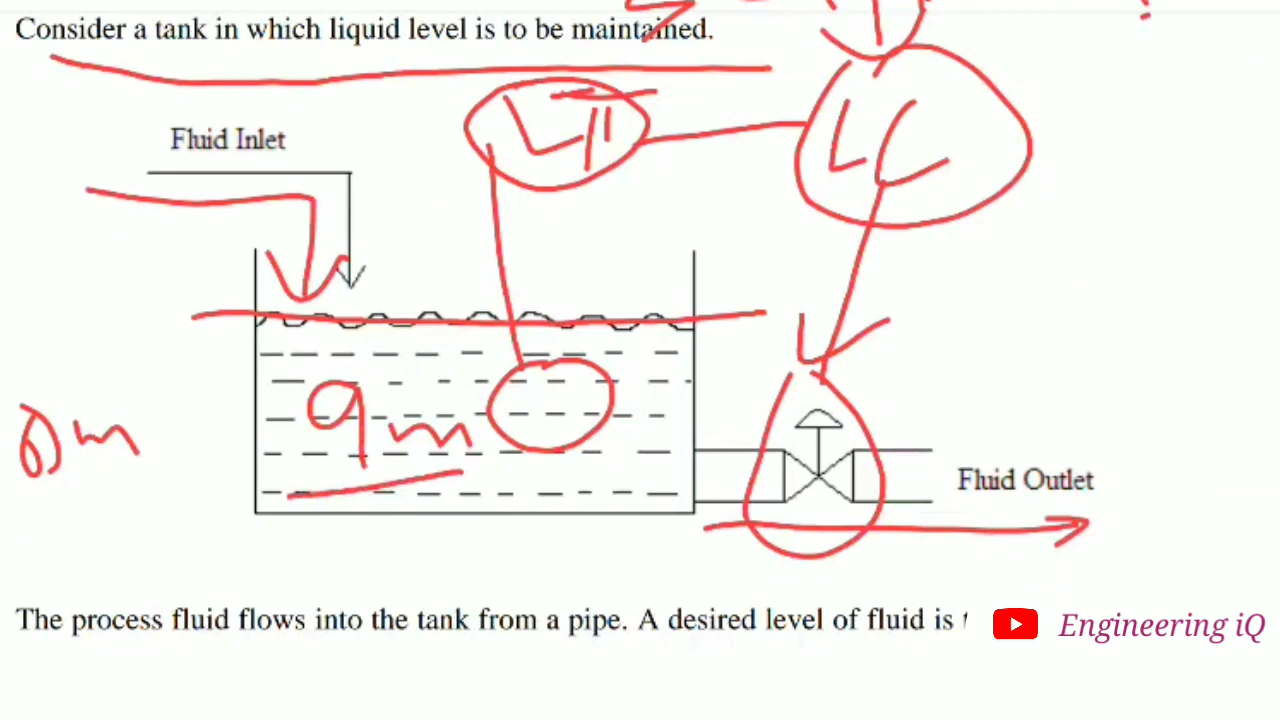 Consider a tank in which liquid level is to be maintained.
LT
LC
Fluid Inlet
9m
Fluid Outlet
The process fluid flows into the tank from a pipe. A desired level of fluid is
Engineering iQ